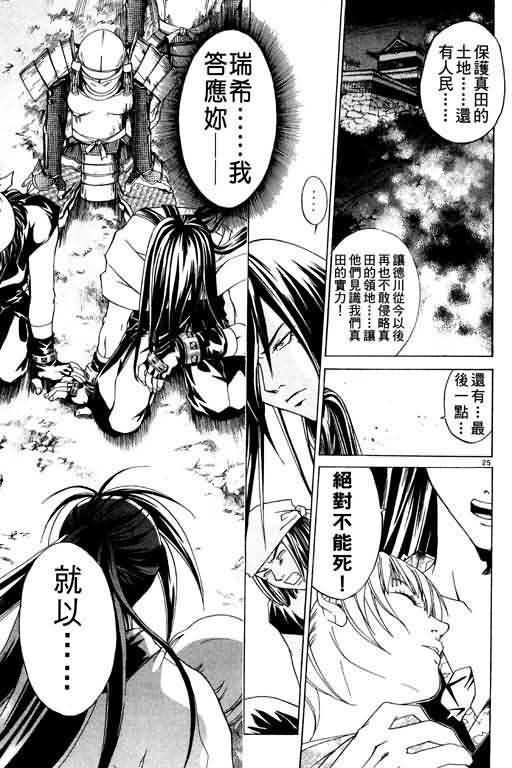 保護真田的
土地……還
有人民……
讓德川從今以後
再也不敢侵略真
田的領地……讓
他們見識我們真
田的實力！
還有…最
後一點…
25
絕對不能死！
…
瑞希……我
答應妳——
就以……